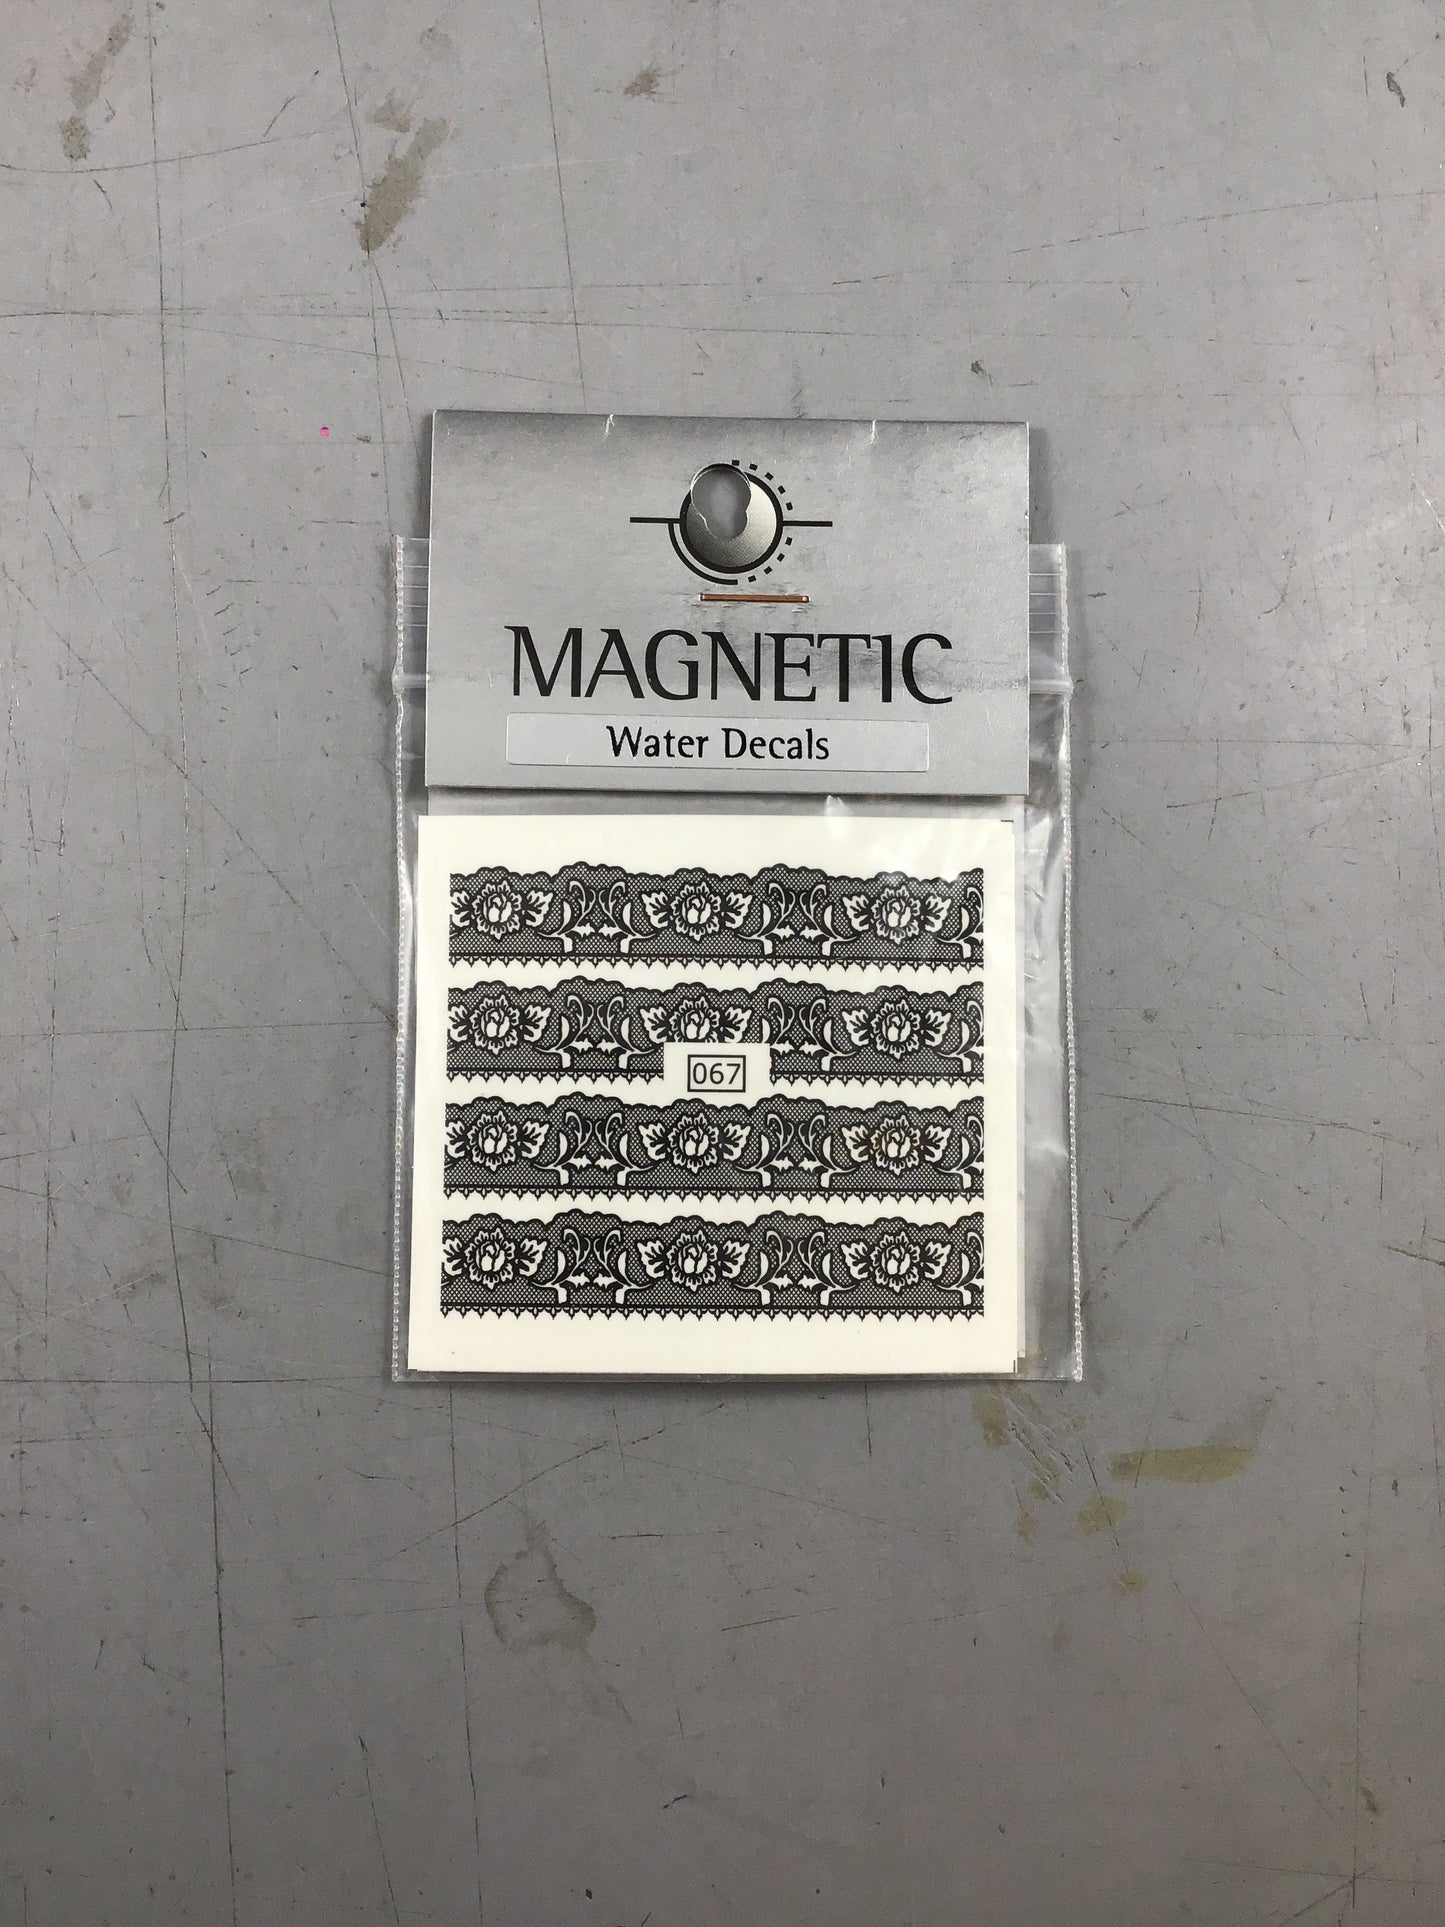 MAGNETIC
Water Decals
067